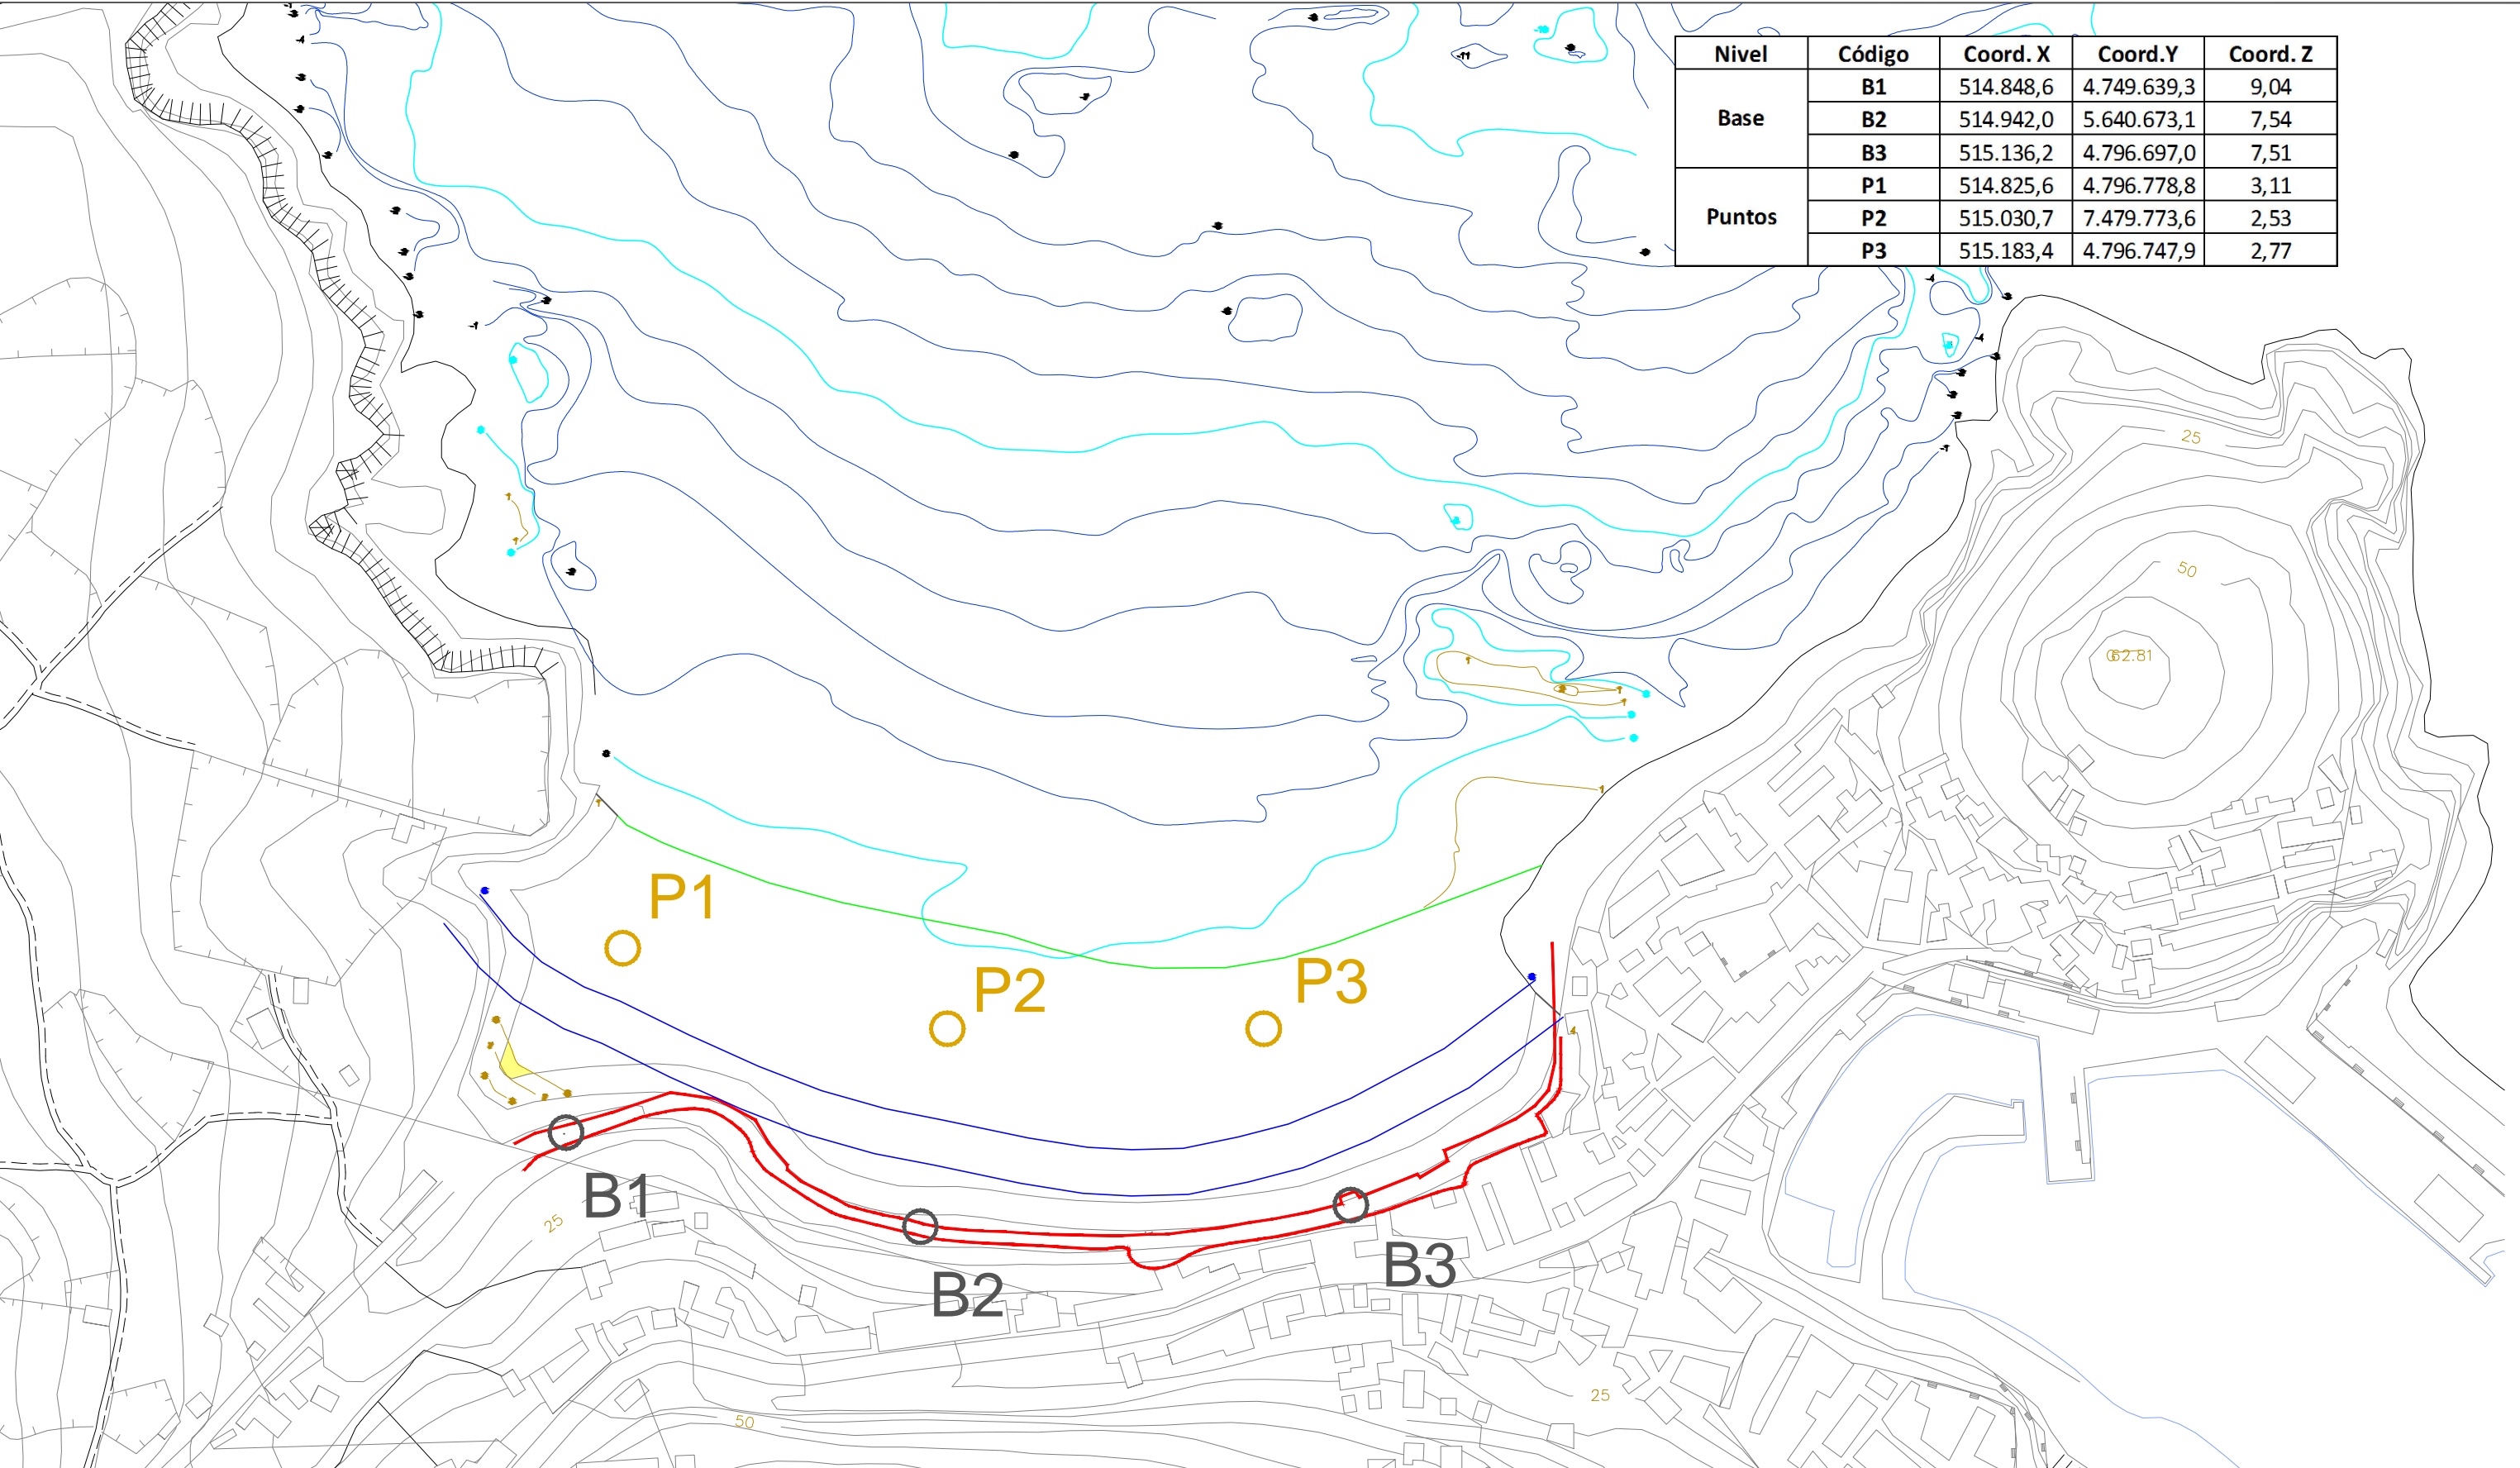 Nivel Código Coord. X Coord.Y Coord. Z
Base B1 514.848,6 4.749.639,3 9,04
B2 514.942,0 5.640.673,1 7,54
B3 515.136,2 4.796.697,0 7,51
Puntos P1 514.825,6 4.796.778,8 3,11
P2 515.030,7 7.479.773,6 2,53
P3 515.183,4 4.796.747,9 2,77
25
50
P1
P2
P3
4
B1
B2
B3
25
25
50